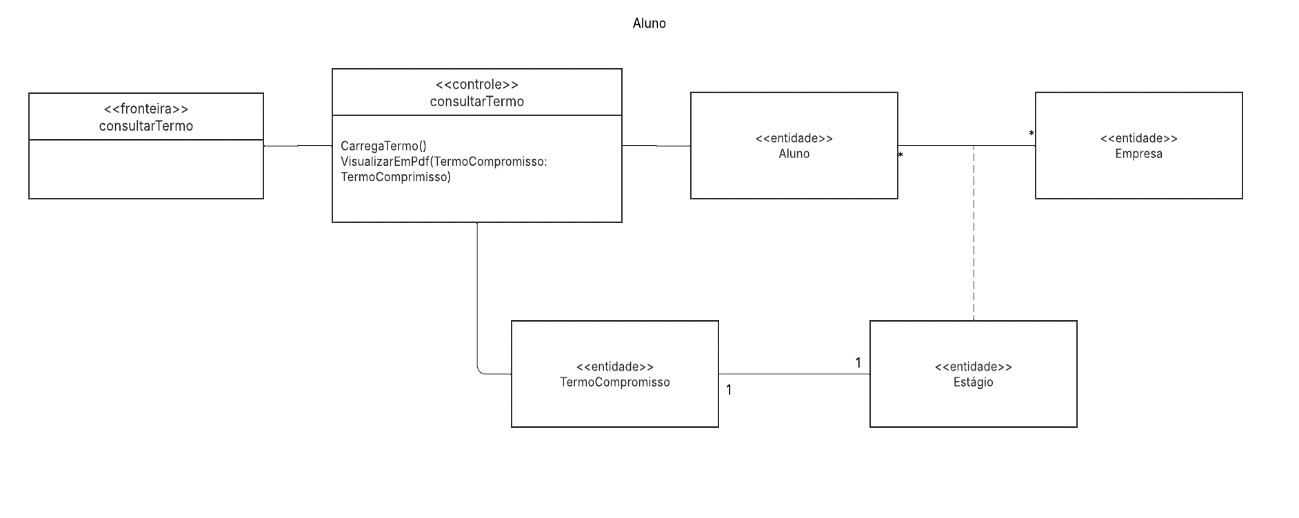 Aluno
<<fronteira>>
consultarTermo
<<controle>>
consultarTermo
CarregaTermo()
VisualizarEmPdf(TermoCompromisso:
TermoComprimisso)
<<entidade>>
Aluno
*
*
<<entidade>>
Empresa
<<entidade>>
TermoCompromisso
1
1
<<entidade>>
Estágio